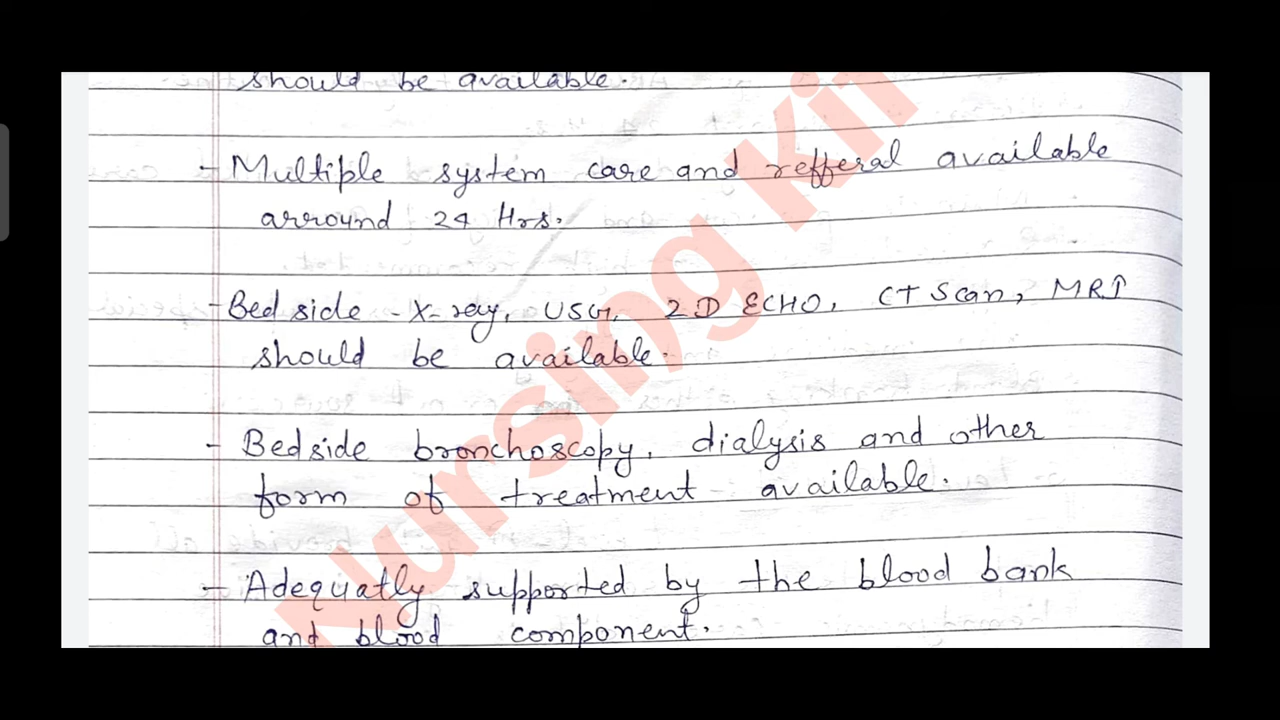 should be available.
- Multiple system care and refferal available
arround 24 Hrs.
- Bed side - X-ray, USG, 2D ECHO, CT Scan, MRI
should be available.
- Bedside bronchoscopy, dialysis and other
form of treatment available.
- Adequatly supported by the blood bank
and blood component.
Nursing Kin